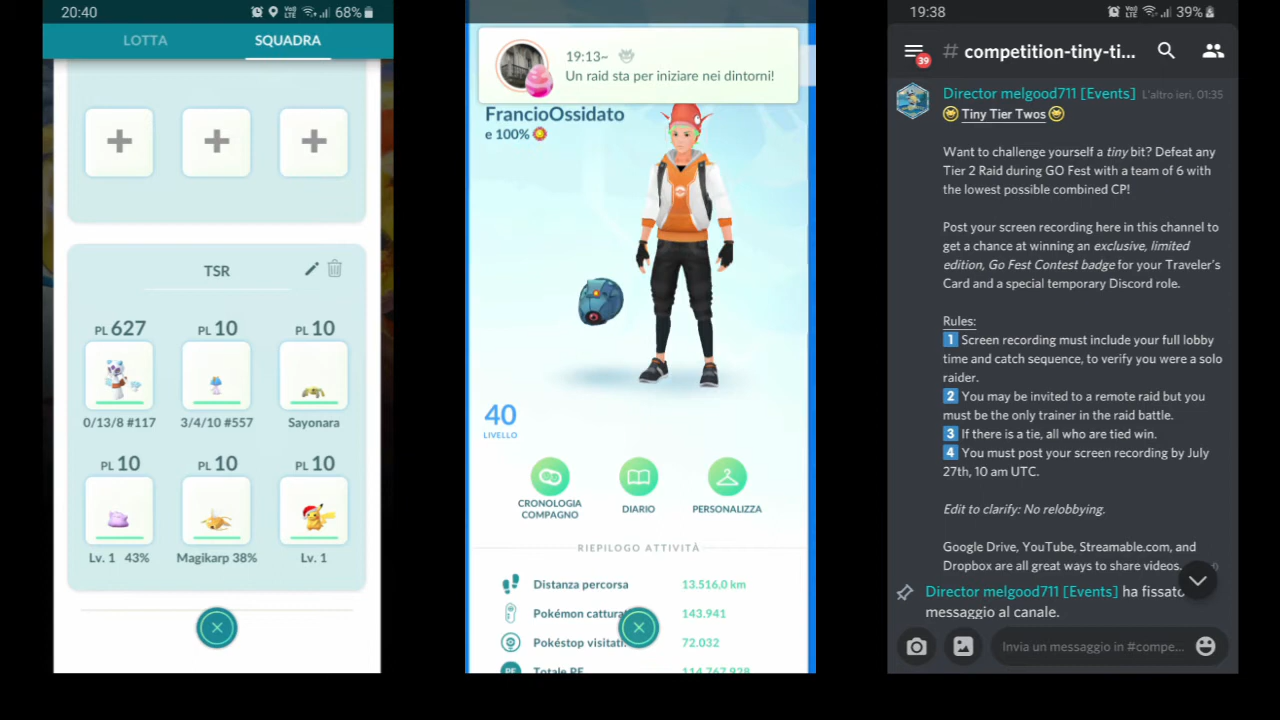 20:40
68%
LOTTA
SQUADRA
TSR
PL 627
PL 10
PL 10
0/13/8 #117
3/4/10 #557
Sayonara
PL 10
PL 10
PL 10
Lv. 1 43%
Magikarp 38%
Lv. 1
19:13~
Un raid sta per iniziare nei dintorni!
FrancioOssidato
e 100%
40
LIVELLO
CRONOLOGIA
COMPAGNO
DIARIO
PERSONALIZZA
RIEPILOGO ATTIVITÀ
Distanza percorsa 13.516,0 km
Pokémon cattura 143.941
Pokéstop visitati: 72.032
Totale PE 114.767.928
19:38
39%
39
# competition-tiny-ti...
Director melgood711 [Events] L'altro ieri, 01:35
Tiny Tier Twos
Want to challenge yourself a tiny bit? Defeat any
Tier 2 Raid during GO Fest with a team of 6 with
the lowest possible combined CP!
Post your screen recording here in this channel to
get a chance at winning an exclusive, limited
edition, Go Fest Contest badge for your Traveler's
Card and a special temporary Discord role.
Rules:
1 Screen recording must include your full lobby
time and catch sequence, to verify you were a solo
raider.
2 You may be invited to a remote raid but you
must be the only trainer in the raid battle.
3 If there is a tie, all who are tied win.
4 You must post your screen recording by July
27th, 10 am UTC.
Edit to clarify: No relobbying.
Google Drive, YouTube, Streamable.com, and
Dropbox are all great ways to share videos.
Director melgood711 [Events] ha fissato
messaggio al canale.
Invia un messaggio in #compe...